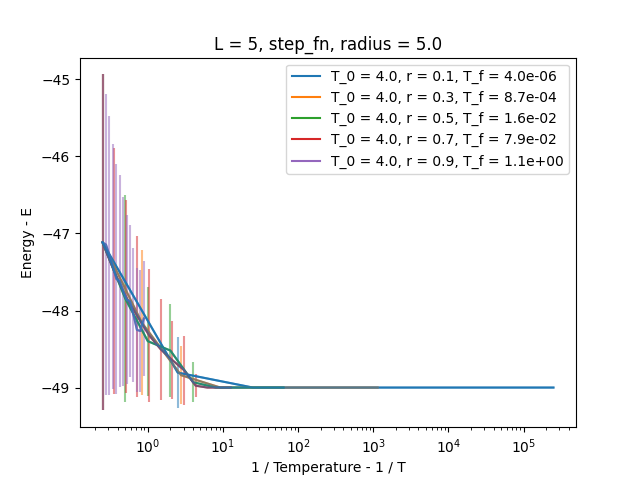 L = 5, step_fn, radius = 5.0
T_0 = 4.0, r = 0.1, T_f = 4.0e-06
T_0 = 4.0, r = 0.3, T_f = 8.7e-04
T_0 = 4.0, r = 0.5, T_f = 1.6e-02
T_0 = 4.0, r = 0.7, T_f = 7.9e-02
T_0 = 4.0, r = 0.9, T_f = 1.1e+00
Energy - E
−45
−46
−47
−48
−49
10⁰ 10¹ 10² 10³ 10⁴ 10⁵
1 / Temperature - 1 / T